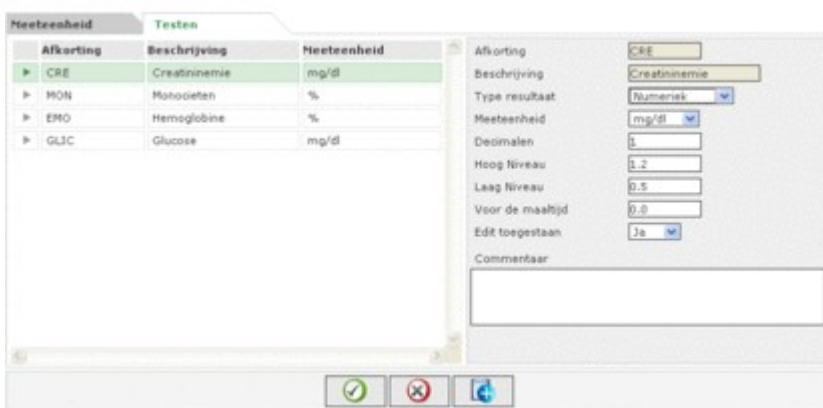 Meeteenheid Testen
Afkorting Beschrijving Meeteenheid
CRE Creatininemie mg/dl
MON Monocieten %
EMO Hemoglobine %
GLIC Glucose mg/dl
Afkorting CRE
Beschrijving Creatininemie
Type resultaat Numeriek
Meeteenheid mg/dl
Decimalen 1
Hoog Niveau 1.2
Laag Niveau 0.5
Voor de maaltijd 0.0
Edit toegestaan Ja
Commentaar